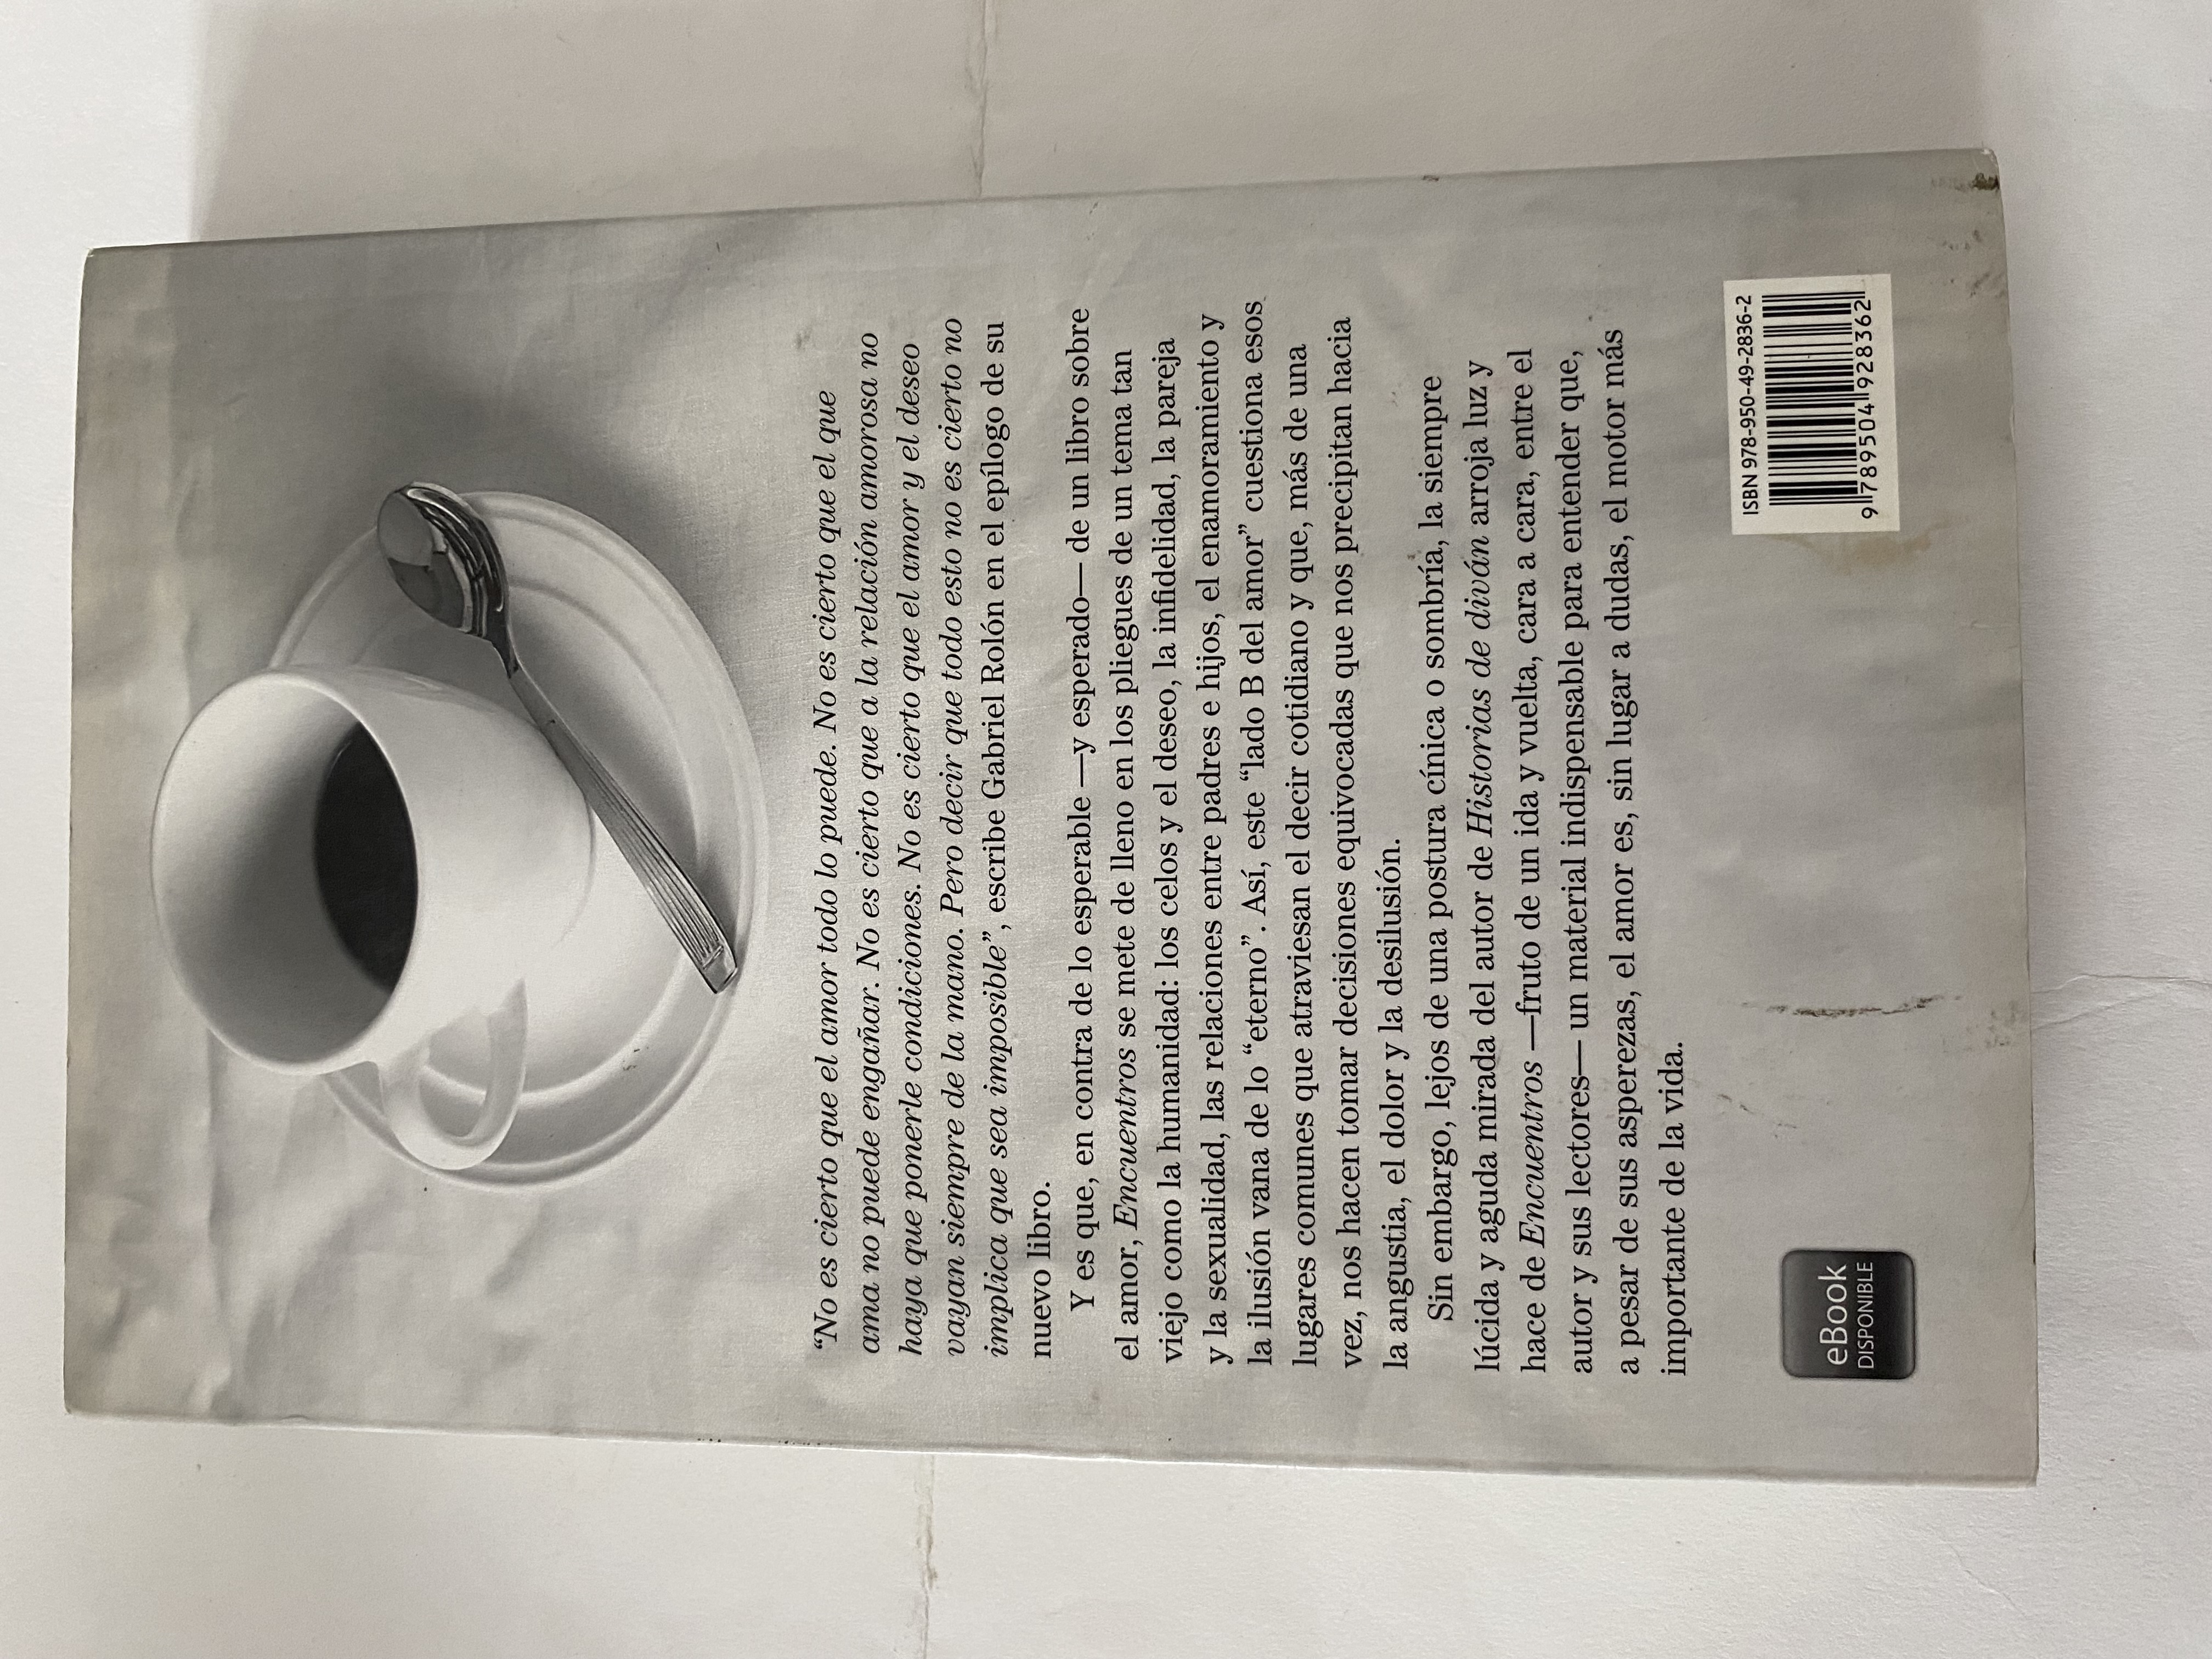 “No es cierto que el amor todo lo puede. No es cierto que el que
ama no puede engañar. No es cierto que a la relación amorosa no
haya que ponerle condiciones. No es cierto que el amor y el deseo
vayan siempre de la mano. Pero decir que todo esto no es cierto no
implica que sea imposible”, escribe Gabriel Rolón en el epílogo de su
nuevo libro.
Y es que, en contra de lo esperable —y esperado— de un libro sobre
el amor, Encuentros se mete de lleno en los pliegues de un tema tan
viejo como la humanidad: los celos y el deseo, la infidelidad, la pareja
y la sexualidad, las relaciones entre padres e hijos, el enamoramiento y
la ilusión vana de lo “eterno”. Así, este “lado B del amor” cuestiona esos
lugares comunes que atraviesan el decir cotidiano y que, más de una
vez, nos hacen tomar decisiones equivocadas que nos precipitan hacia
la angustia, el dolor y la desilusión.
Sin embargo, lejos de una postura cínica o sombría, la siempre
lúcida y aguda mirada del autor de Historias de diván arroja luz y
hace de Encuentros —fruto de un ida y vuelta, cara a cara, entre el
autor y sus lectores— un material indispensable para entender que,
a pesar de sus asperezas, el amor es, sin lugar a dudas, el motor más
importante de la vida.
eBook
DISPONIBLE
ISBN 978-950-49-2836-2
9 789504 928362